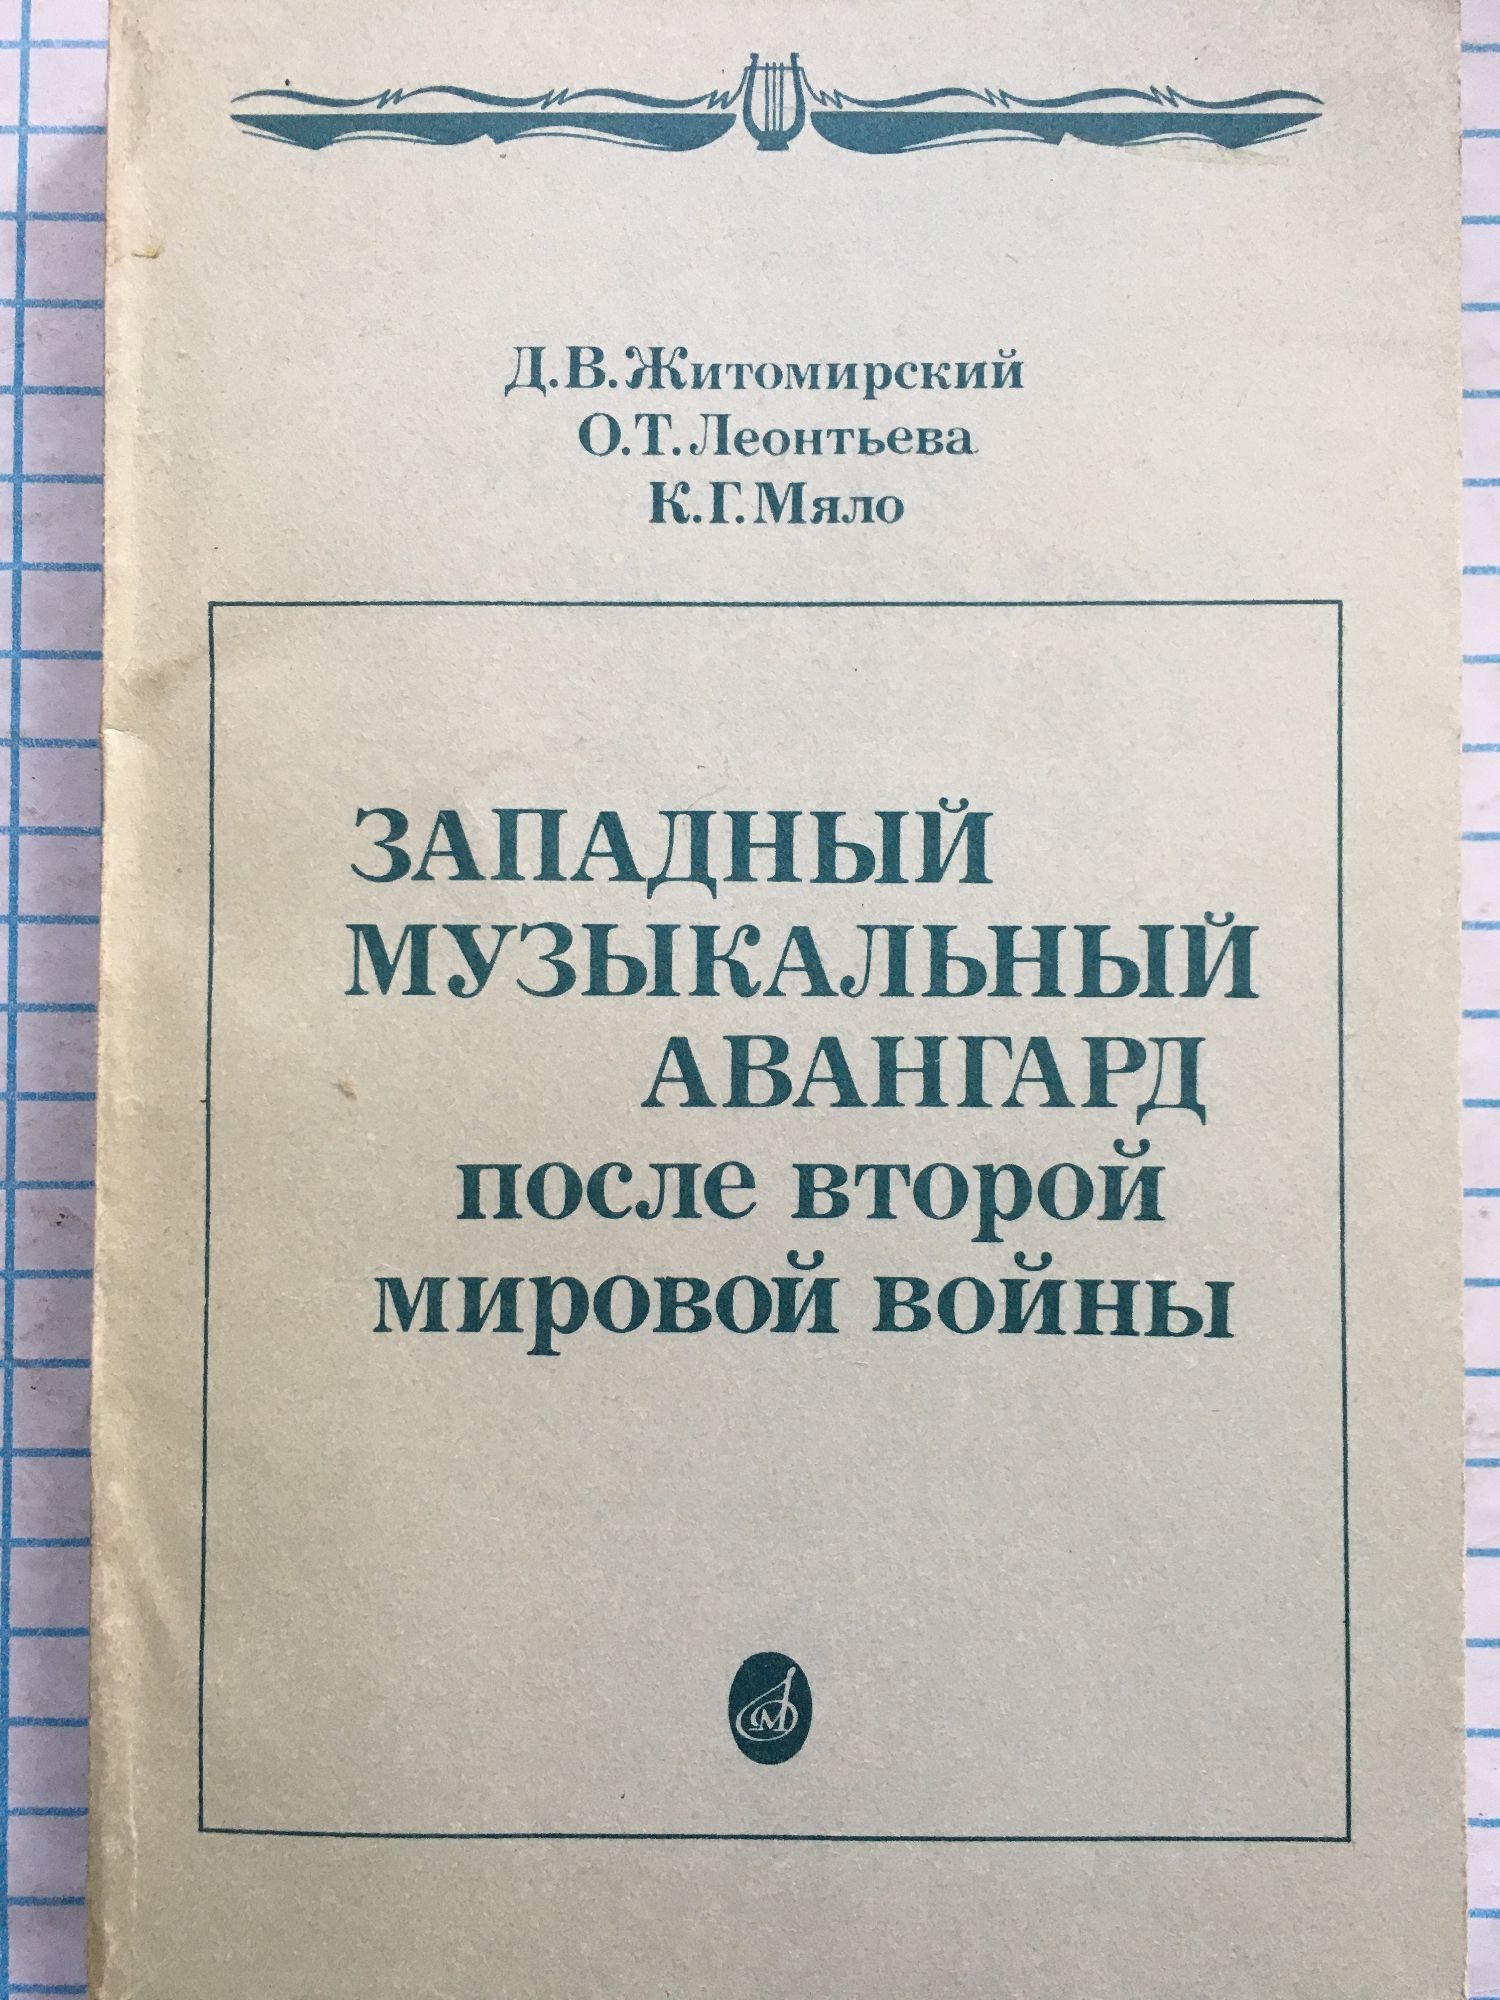 Д.В.Житомирский
О.Т.Леонтьева
К.Г.Мяло
ЗАПАДНЫЙ
МУЗЫКАЛЬНЫЙ
АВАНГАРД
после второй
мировой войны
М